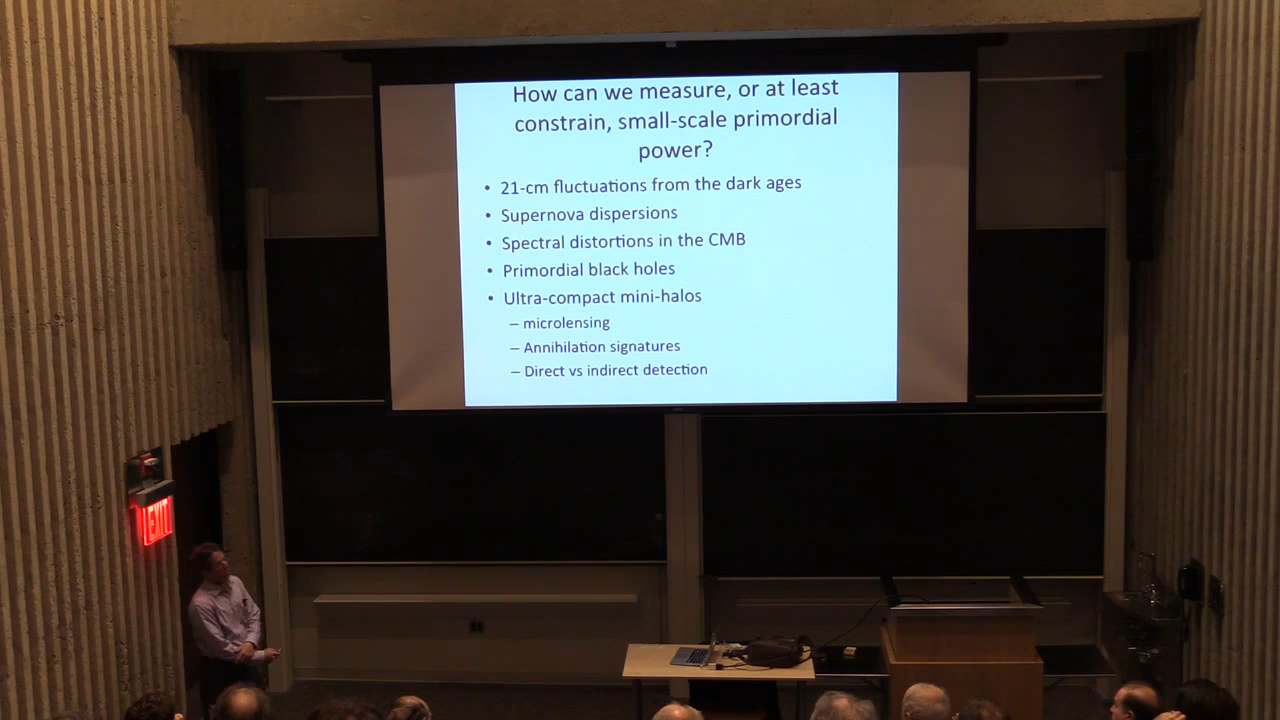 How can we measure, or at least
constrain, small-scale primordial
power?
• 21-cm fluctuations from the dark ages
• Supernova dispersions
• Spectral distortions in the CMB
• Primordial black holes
• Ultra-compact mini-halos
– microlensing
– Annihilation signatures
– Direct vs indirect detection
EXIT